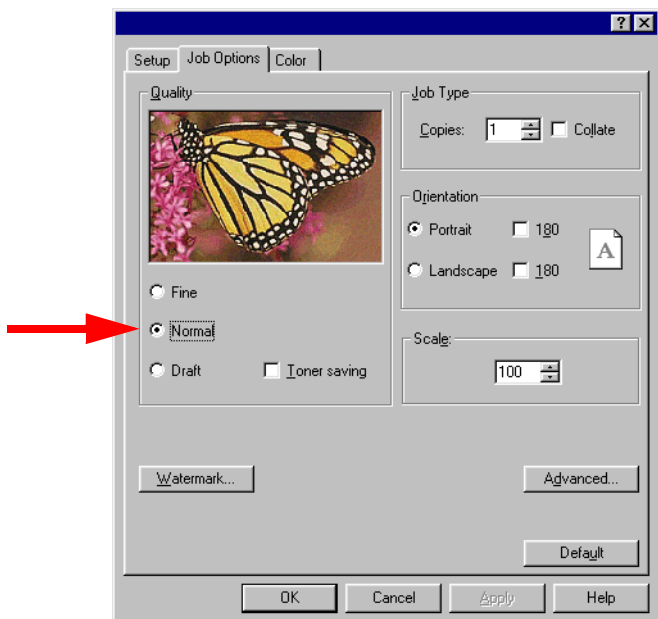 Setup
Job Options
Color
Quality
Fine
Normal
Draft
Toner saving
Job Type
Copies:
1
Collate
Orientation
Portrait
180
Landscape
180
A
Scale:
100
Watermark...
Advanced...
Default
OK
Cancel
Apply
Help